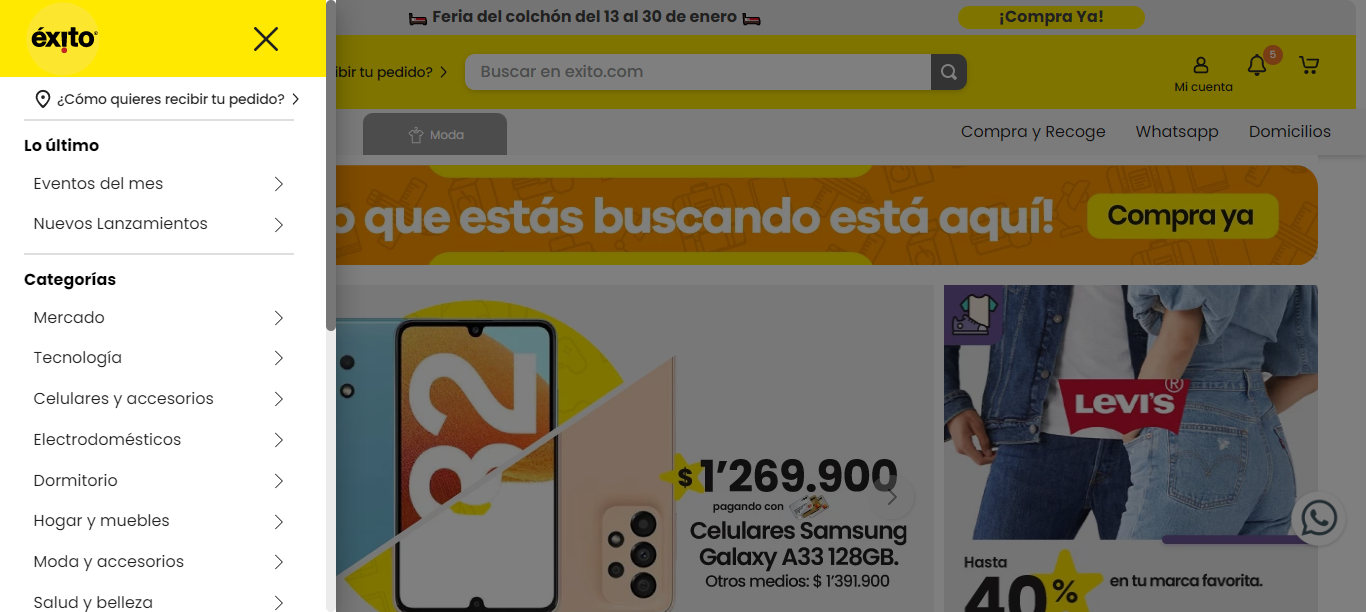 éxito
¿Cómo quieres recibir tu pedido?
Lo último
Eventos del mes
Nuevos Lanzamientos
Categorías
Mercado
Tecnología
Celulares y accesorios
Electrodomésticos
Dormitorio
Hogar y muebles
Moda y accesorios
Salud y belleza
Feria del colchón del 13 al 30 de enero
¡Compra Ya!
ibir tu pedido?
Buscar en exito.com
Mi cuenta
5
Moda
Compra y Recoge
Whatsapp
Domicilios
o que estás buscando está aquí!
Compra ya
$ 1'269.900
pagando con
Celulares Samsung
Galaxy A33 128GB.
Otros medios: $ 1'391.900
LEVI'S ®
Hasta
40%
en tu marca favorita.